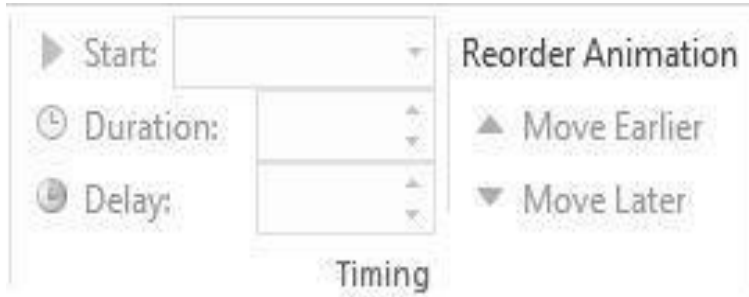 Start:
Duration:
Delay:
Reorder Animation
Move Earlier
Move Later
Timing